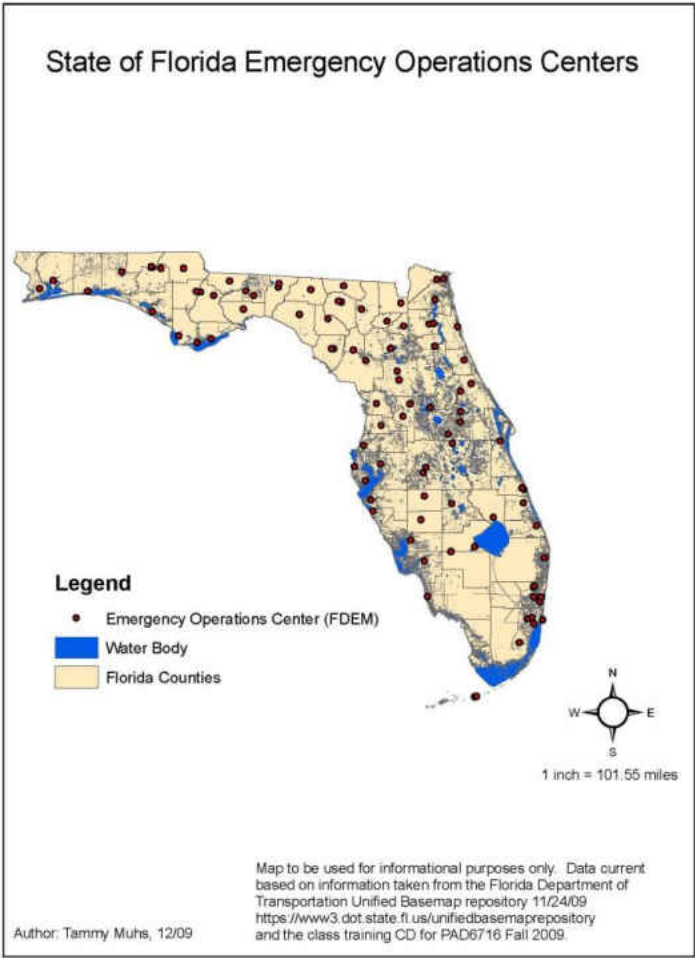 State of Florida Emergency Operations Centers
Legend
Emergency Operations Center (FDEM)
Water Body
Florida Counties
N
W E
S
1 inch = 101.55 miles
Map to be used for informational purposes only. Data current
based on information taken from the Florida Department of
Transportation Unified Basemap repository 11/24/09
https://www3.dot.state.fl.us/unifiedbasemaprepository
and the class training CD for PAD6716 Fall 2009.
Author: Tammy Muhs, 12/09